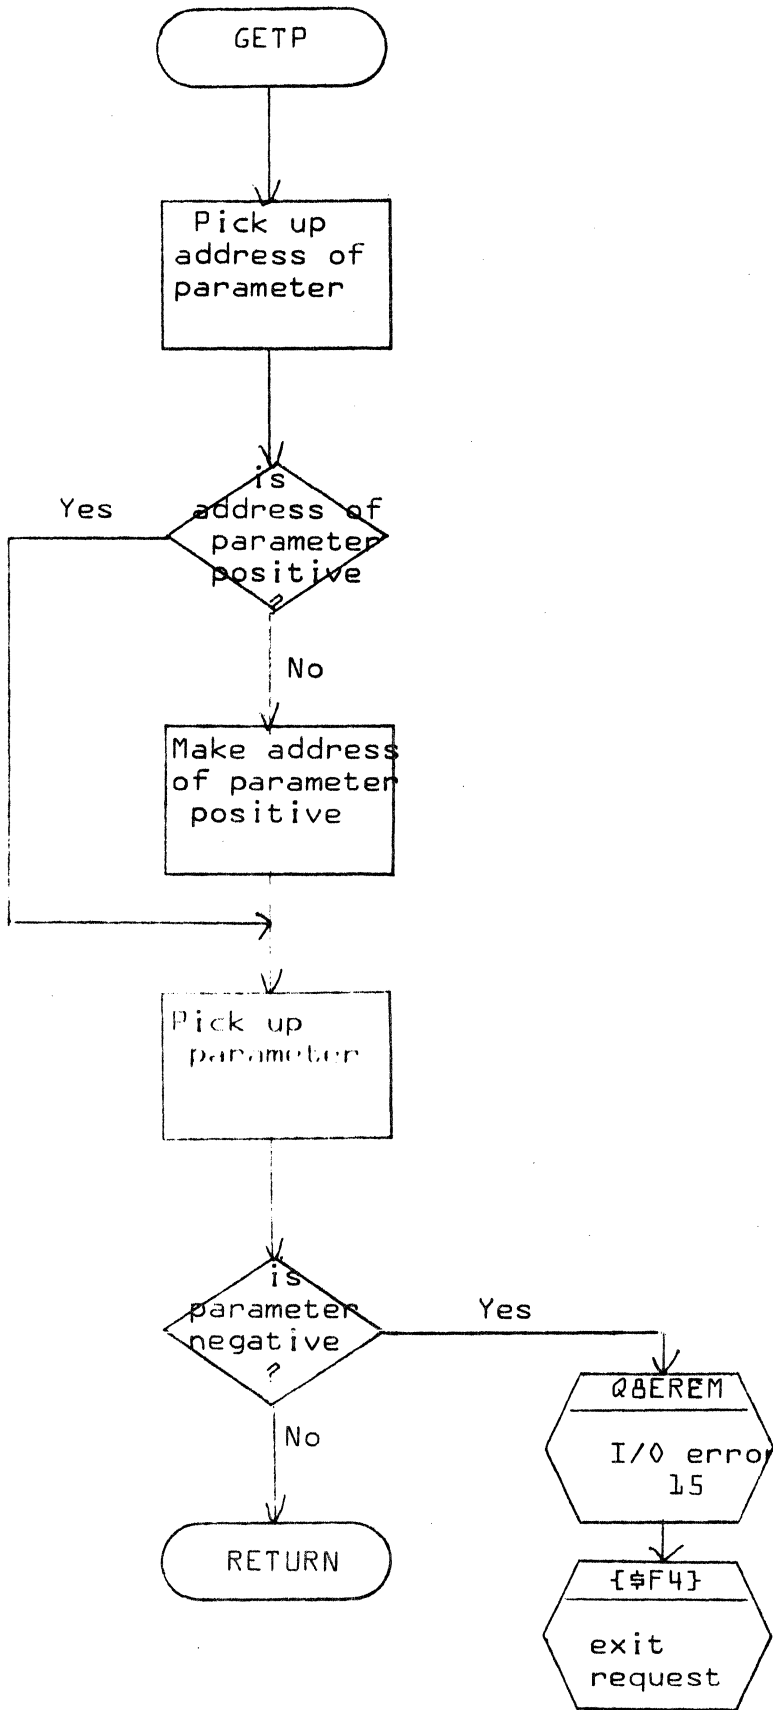 GETP
Pick up
address of
parameter
is
address of
parameter
positive
?
Yes
No
Make address
of parameter
positive
Pick up
parameter
is
parameter
negative
?
Yes
No
RETURN
Q8EREM
I/O error
15
{$F4}
exit
request